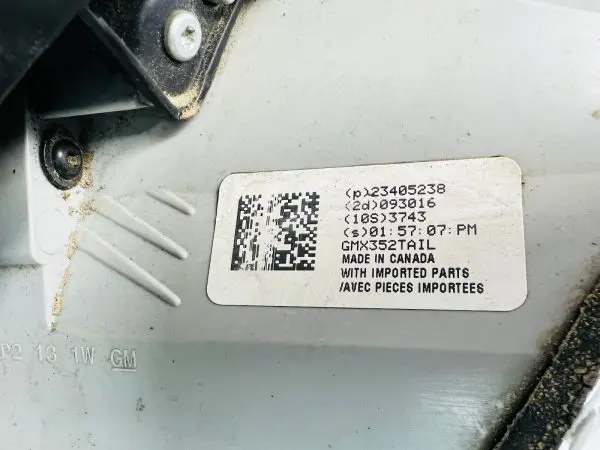 (p)23405238
(2d)093016
(10S)3743
(s)01:57:07:PM
GMX352TAIL
MADE IN CANADA
WITH IMPORTED PARTS
/AVEC PIECES IMPORTEES
P2 13 1W GM